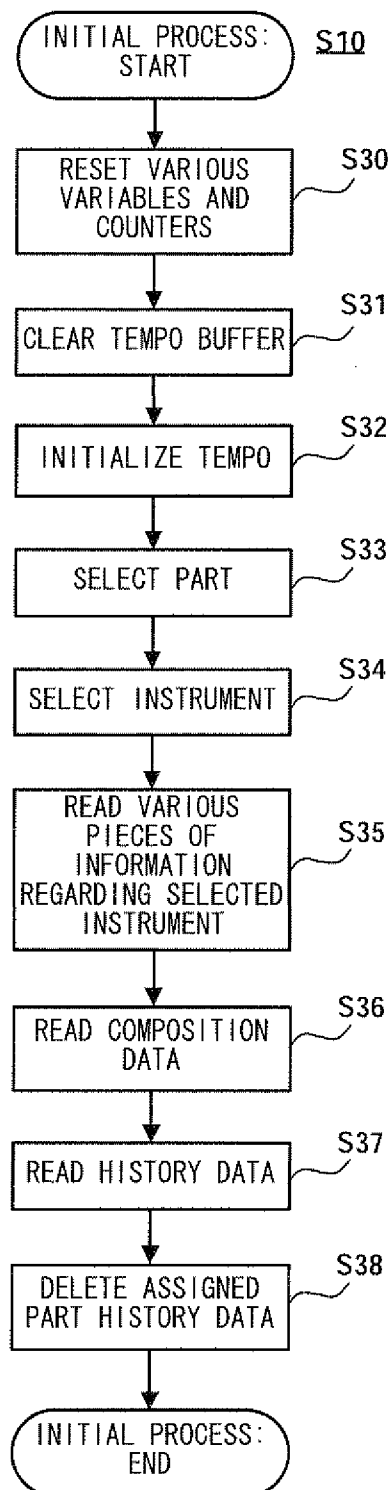 INITIAL PROCESS:
START
S10
RESET VARIOUS
VARIABLES AND
COUNTERS
S30
CLEAR TEMPO BUFFER
S31
INITIALIZE TEMPO
S32
SELECT PART
S33
SELECT INSTRUMENT
S34
READ VARIOUS
PIECES OF
INFORMATION
REGARDING SELECTED
INSTRUMENT
S35
READ COMPOSITION
DATA
S36
READ HISTORY DATA
S37
DELETE ASSIGNED
PART HISTORY DATA
S38
INITIAL PROCESS:
END